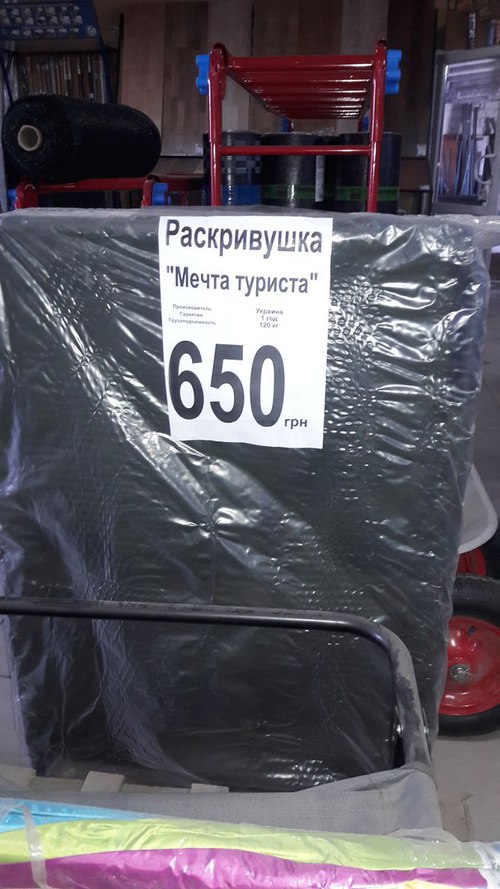 Раскривушка
"Мечта туриста"
Производитель Украина
Гарантия 1 год
Грузоподъемность 120 кг
650 грн